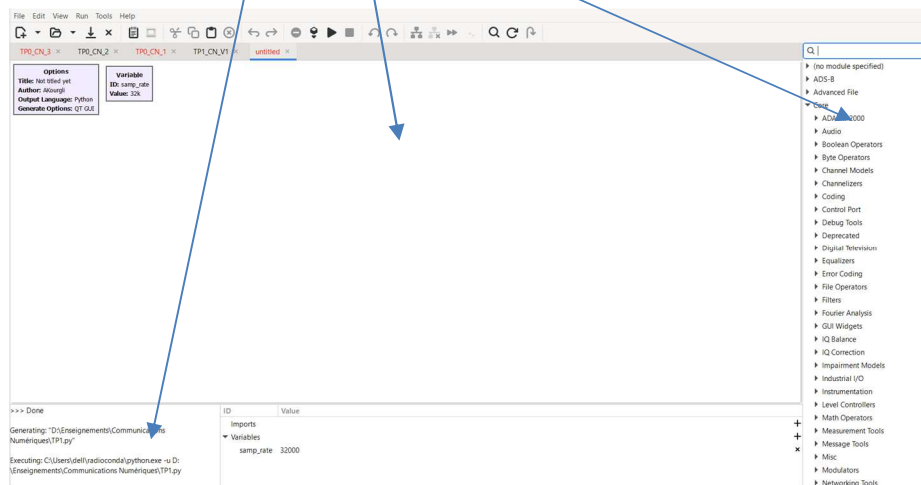 File Edit View Run Tools Help
TP0_CN_3 × TP0_CN_2 × TP0_CN_1 × TP1_CN_V1 × untitled ×
Options
Title: Not titled yet
Author: AKourgli
Output Language: Python
Generate Options: QT GUI
Variable
ID: samp_rate
Value: 32k
(no module specified)
ADS-B
Advanced File
Core
2000
Audio
Boolean Operators
Byte Operators
Channel Models
Channelizers
Coding
Control Port
Debug Tools
Deprecated
Digital Television
Equalizers
Error Coding
File Operators
Filters
Fourier Analysis
GUI Widgets
IQ Balance
IQ Correction
Impairment Models
Industrial I/O
Instrumentation
Level Controllers
Math Operators
Measurement Tools
Message Tools
Misc
Modulators
Networking Tools
>>> Done
Generating: "D:\Enseignements\Communications
Numériques\TP1.py"
Executing: C:\Users\dell\radioconda\python.exe -u D:
\Enseignements\Communications Numériques\TP1.py
ID Value
Imports
Variables
samp_rate 32000